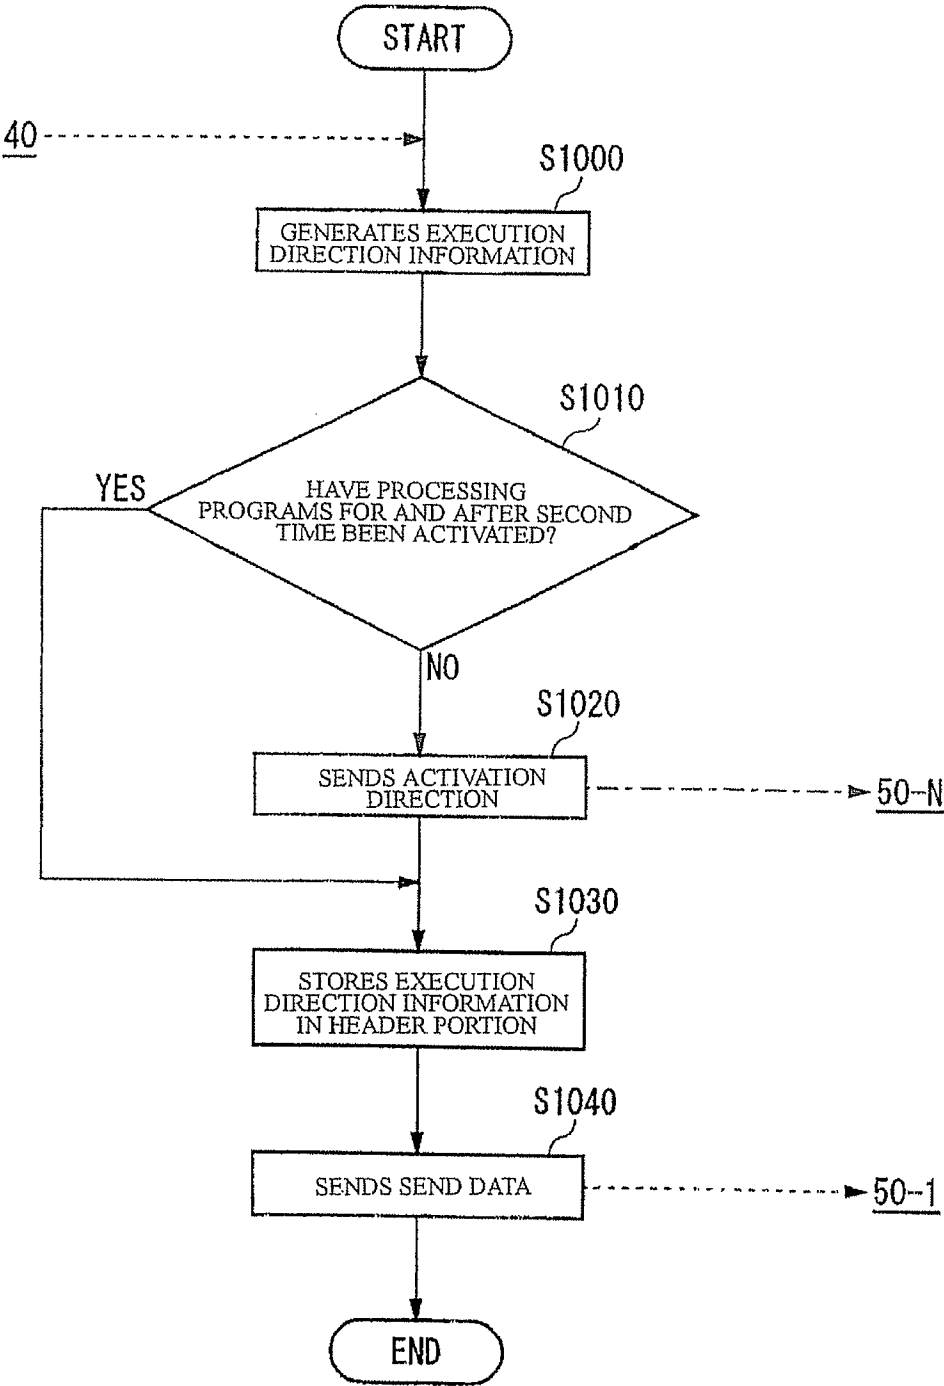 START
40
S1000
GENERATES EXECUTION
DIRECTION INFORMATION
S1010
YES
HAVE PROCESSING
PROGRAMS FOR AND AFTER SECOND
TIME BEEN ACTIVATED?
NO
S1020
SENDS ACTIVATION
DIRECTION
50-N
S1030
STORES EXECUTION
DIRECTION INFORMATION
IN HEADER PORTION
S1040
SENDS SEND DATA
50-1
END